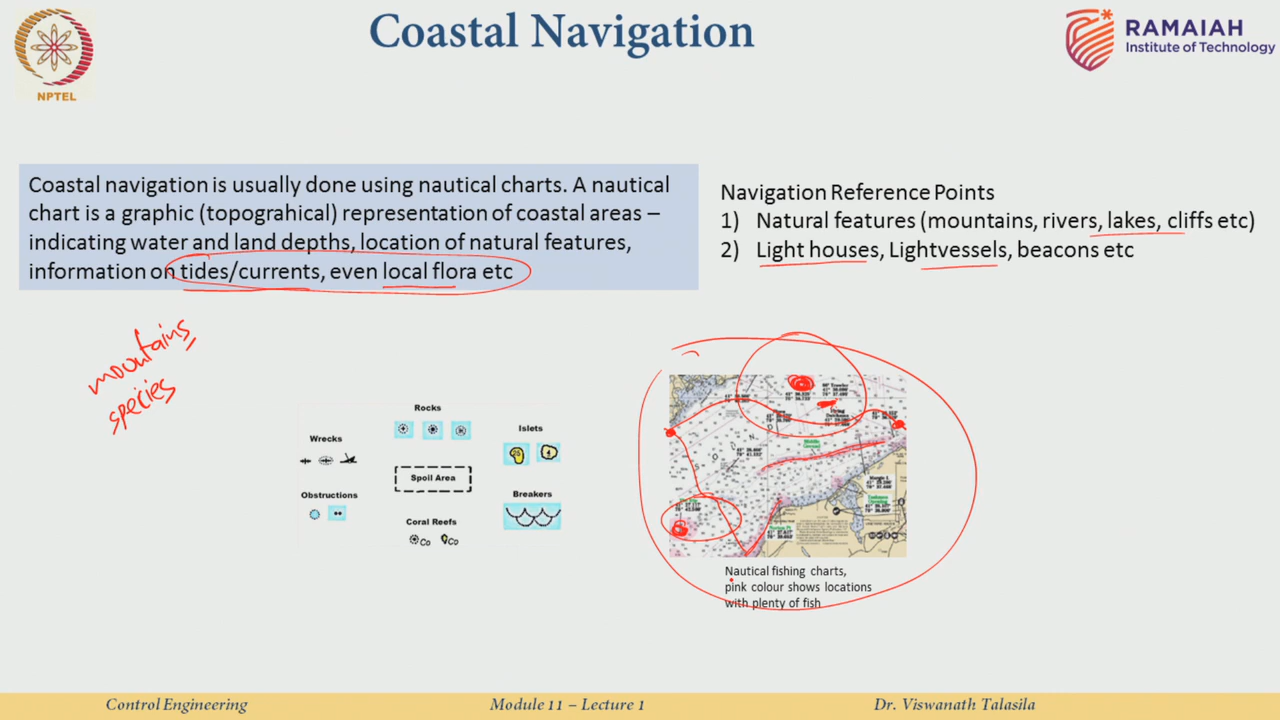 Coastal Navigation
NPTEL
RAMAIAH
Institute of Technology
Coastal navigation is usually done using nautical charts. A nautical
chart is a graphic (topograhical) representation of coastal areas –
indicating water and land depths, location of natural features,
information on tides/currents, even local flora etc
Navigation Reference Points
1) Natural features (mountains, rivers, lakes, cliffs etc)
2) Light houses, Lightvessels, beacons etc
mountains,
species
Rocks
Wrecks
Islets
Spoil Area
Obstructions
Breakers
Coral Reefs
Co
Co
Nautical fishing charts,
pink colour shows locations
with plenty of fish
Control Engineering
Module 11 – Lecture 1
Dr. Viswanath Talasila